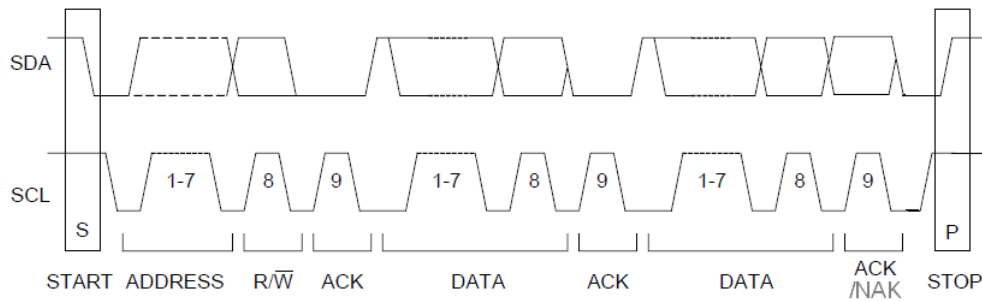 SDA
SCL
1-7 8 9 1-7 8 9 1-7 8 9
S P
START ADDRESS R/W̅ ACK DATA ACK DATA ACK /NAK STOP